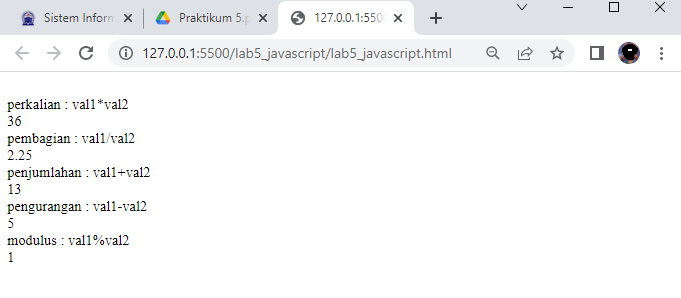 Sistem Inform
Praktikum 5.p
127.0.0.1:5500
127.0.0.1:5500/lab5_javascript/lab5_javascript.html
perkalian : val1*val2
36
pembagian : val1/val2
2.25
penjumlahan : val1+val2
13
pengurangan : val1-val2
5
modulus : val1%val2
1